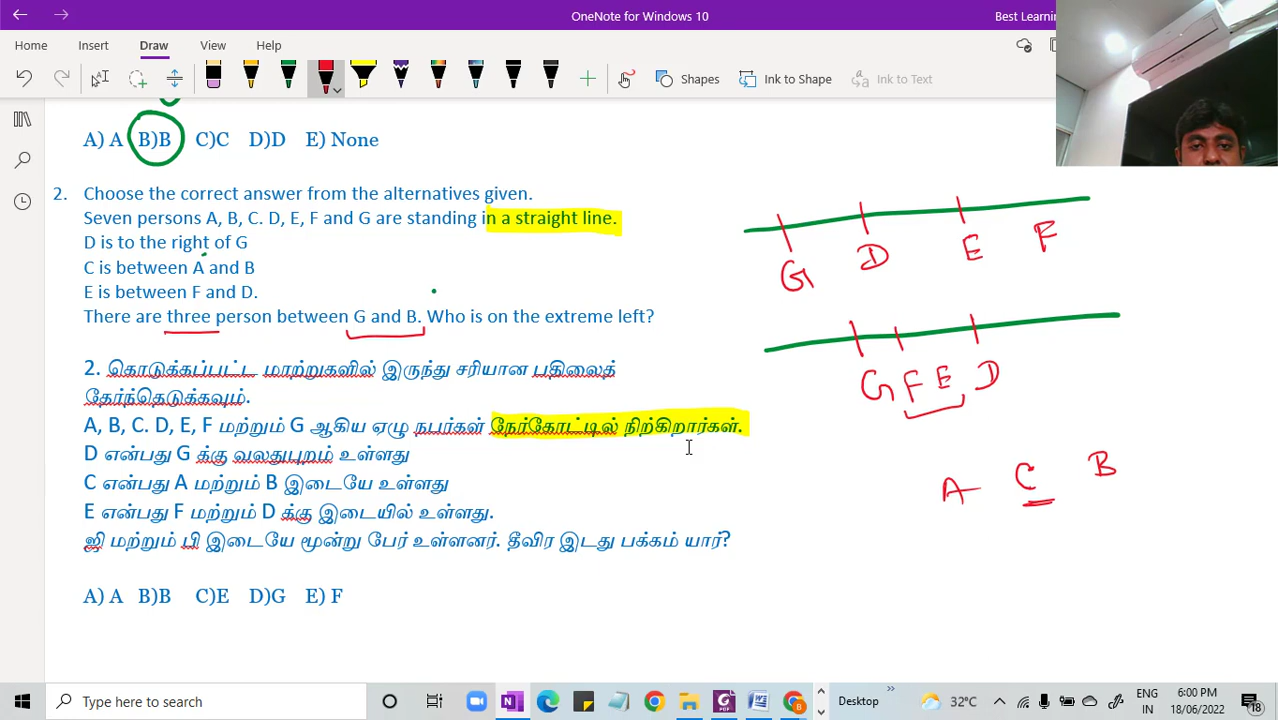 OneNote for Windows 10
Best Learnin
Home Insert Draw View Help
Shapes Ink to Shape Ink to Text
A) A B)B C)C D)D E) None
2. Choose the correct answer from the alternatives given.
Seven persons A, B, C. D, E, F and G are standing in a straight line.
D is to the right of G
C is between A and B
E is between F and D.
There are three person between G and B. Who is on the extreme left?
G D E F
G F E D
A C B
2. கொடுக்கப்பட்ட மாற்றுகளில் இருந்து சரியான பதிலைத்
தேர்ந்தெடுக்கவும்.
A, B, C. D, E, F மற்றும் G ஆகிய ஏழு நபர்கள் நேர்கோட்டில் நிற்கிறார்கள்.
D என்பது G க்கு வலதுபுறம் உள்ளது
C என்பது A மற்றும் B இடையே உள்ளது
E என்பது F மற்றும் D க்கு இடையில் உள்ளது.
ஜி மற்றும் பி இடையே மூன்று பேர் உள்ளனர். தீவிர இடது பக்கம் யார்?
A) A B)B C)E D)G E) F
Type here to search
Desktop
32°C
ENG
IN
6:00 PM
18/06/2022
18